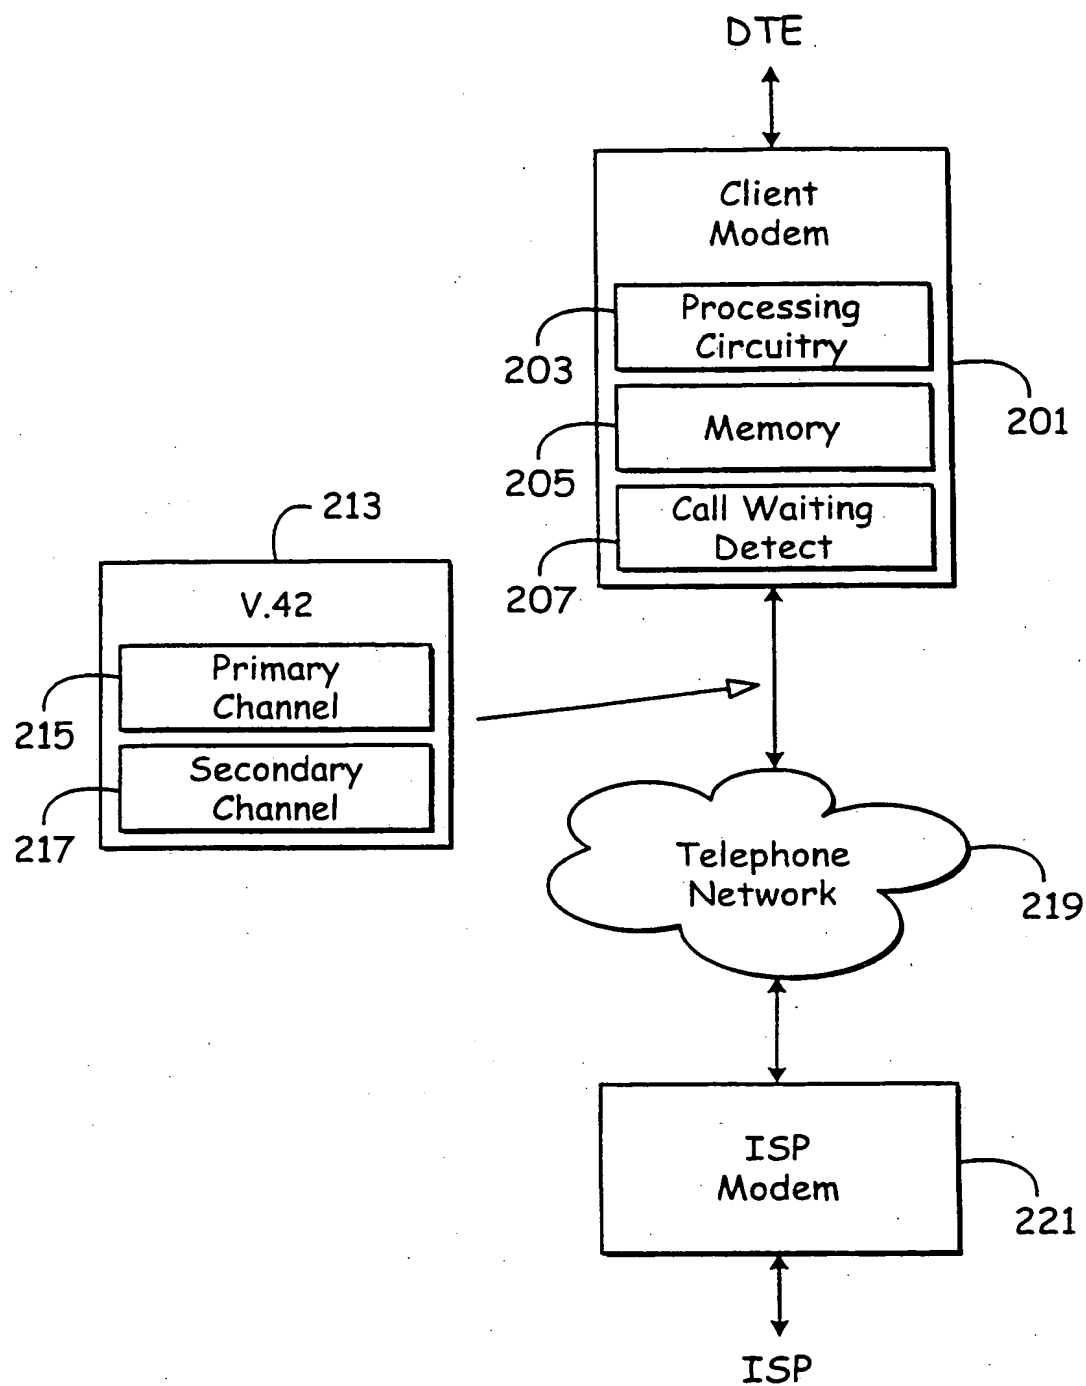 DTE
Client
Modem
Processing
Circuitry
203
201
Memory
205
Call Waiting
Detect
207
213
V.42
Primary
Channel
215
Secondary
Channel
217
Telephone
Network
219
ISP
Modem
221
ISP